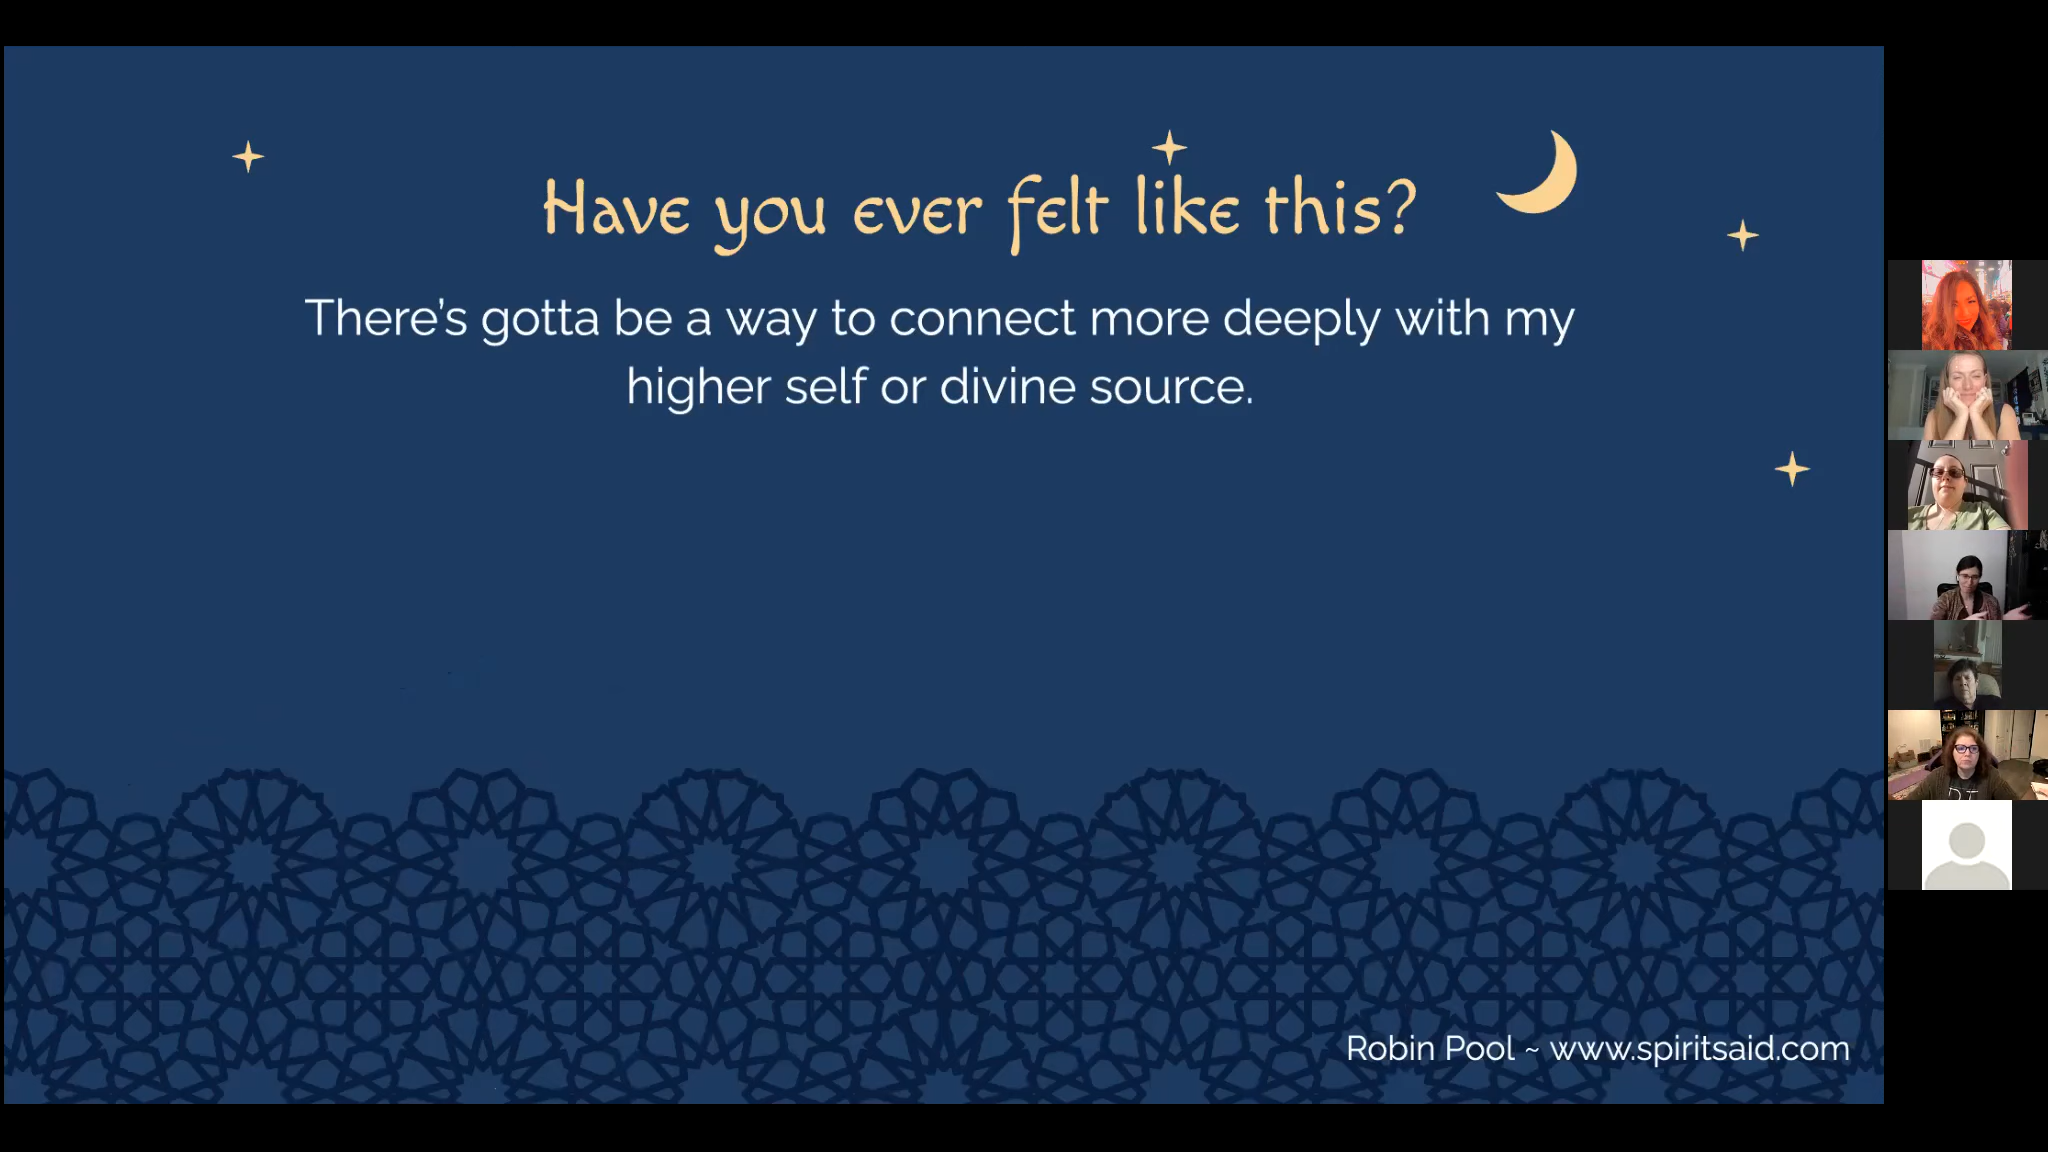 Have you ever felt like this?
There's gotta be a way to connect more deeply with my
higher self or divine source.
Robin Pool ~ www.spiritsaid.com